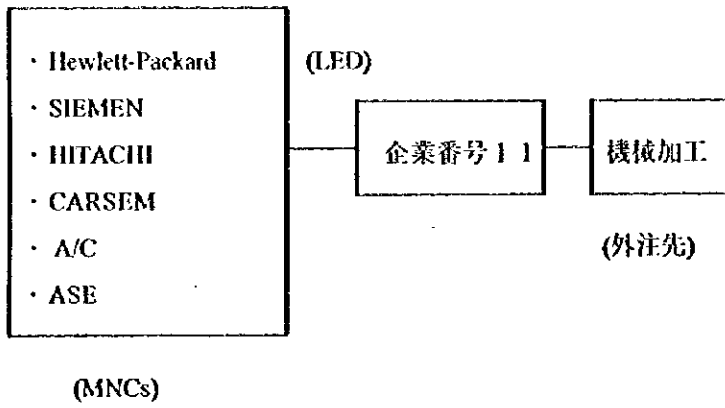 ・ Hewlett-Packard
(LED)
・ SIEMEN
・ HITACHI
企業番号１１
機械加工
・ CARSEM
・ A/C
(外注先)
・ ASE
(MNCs)